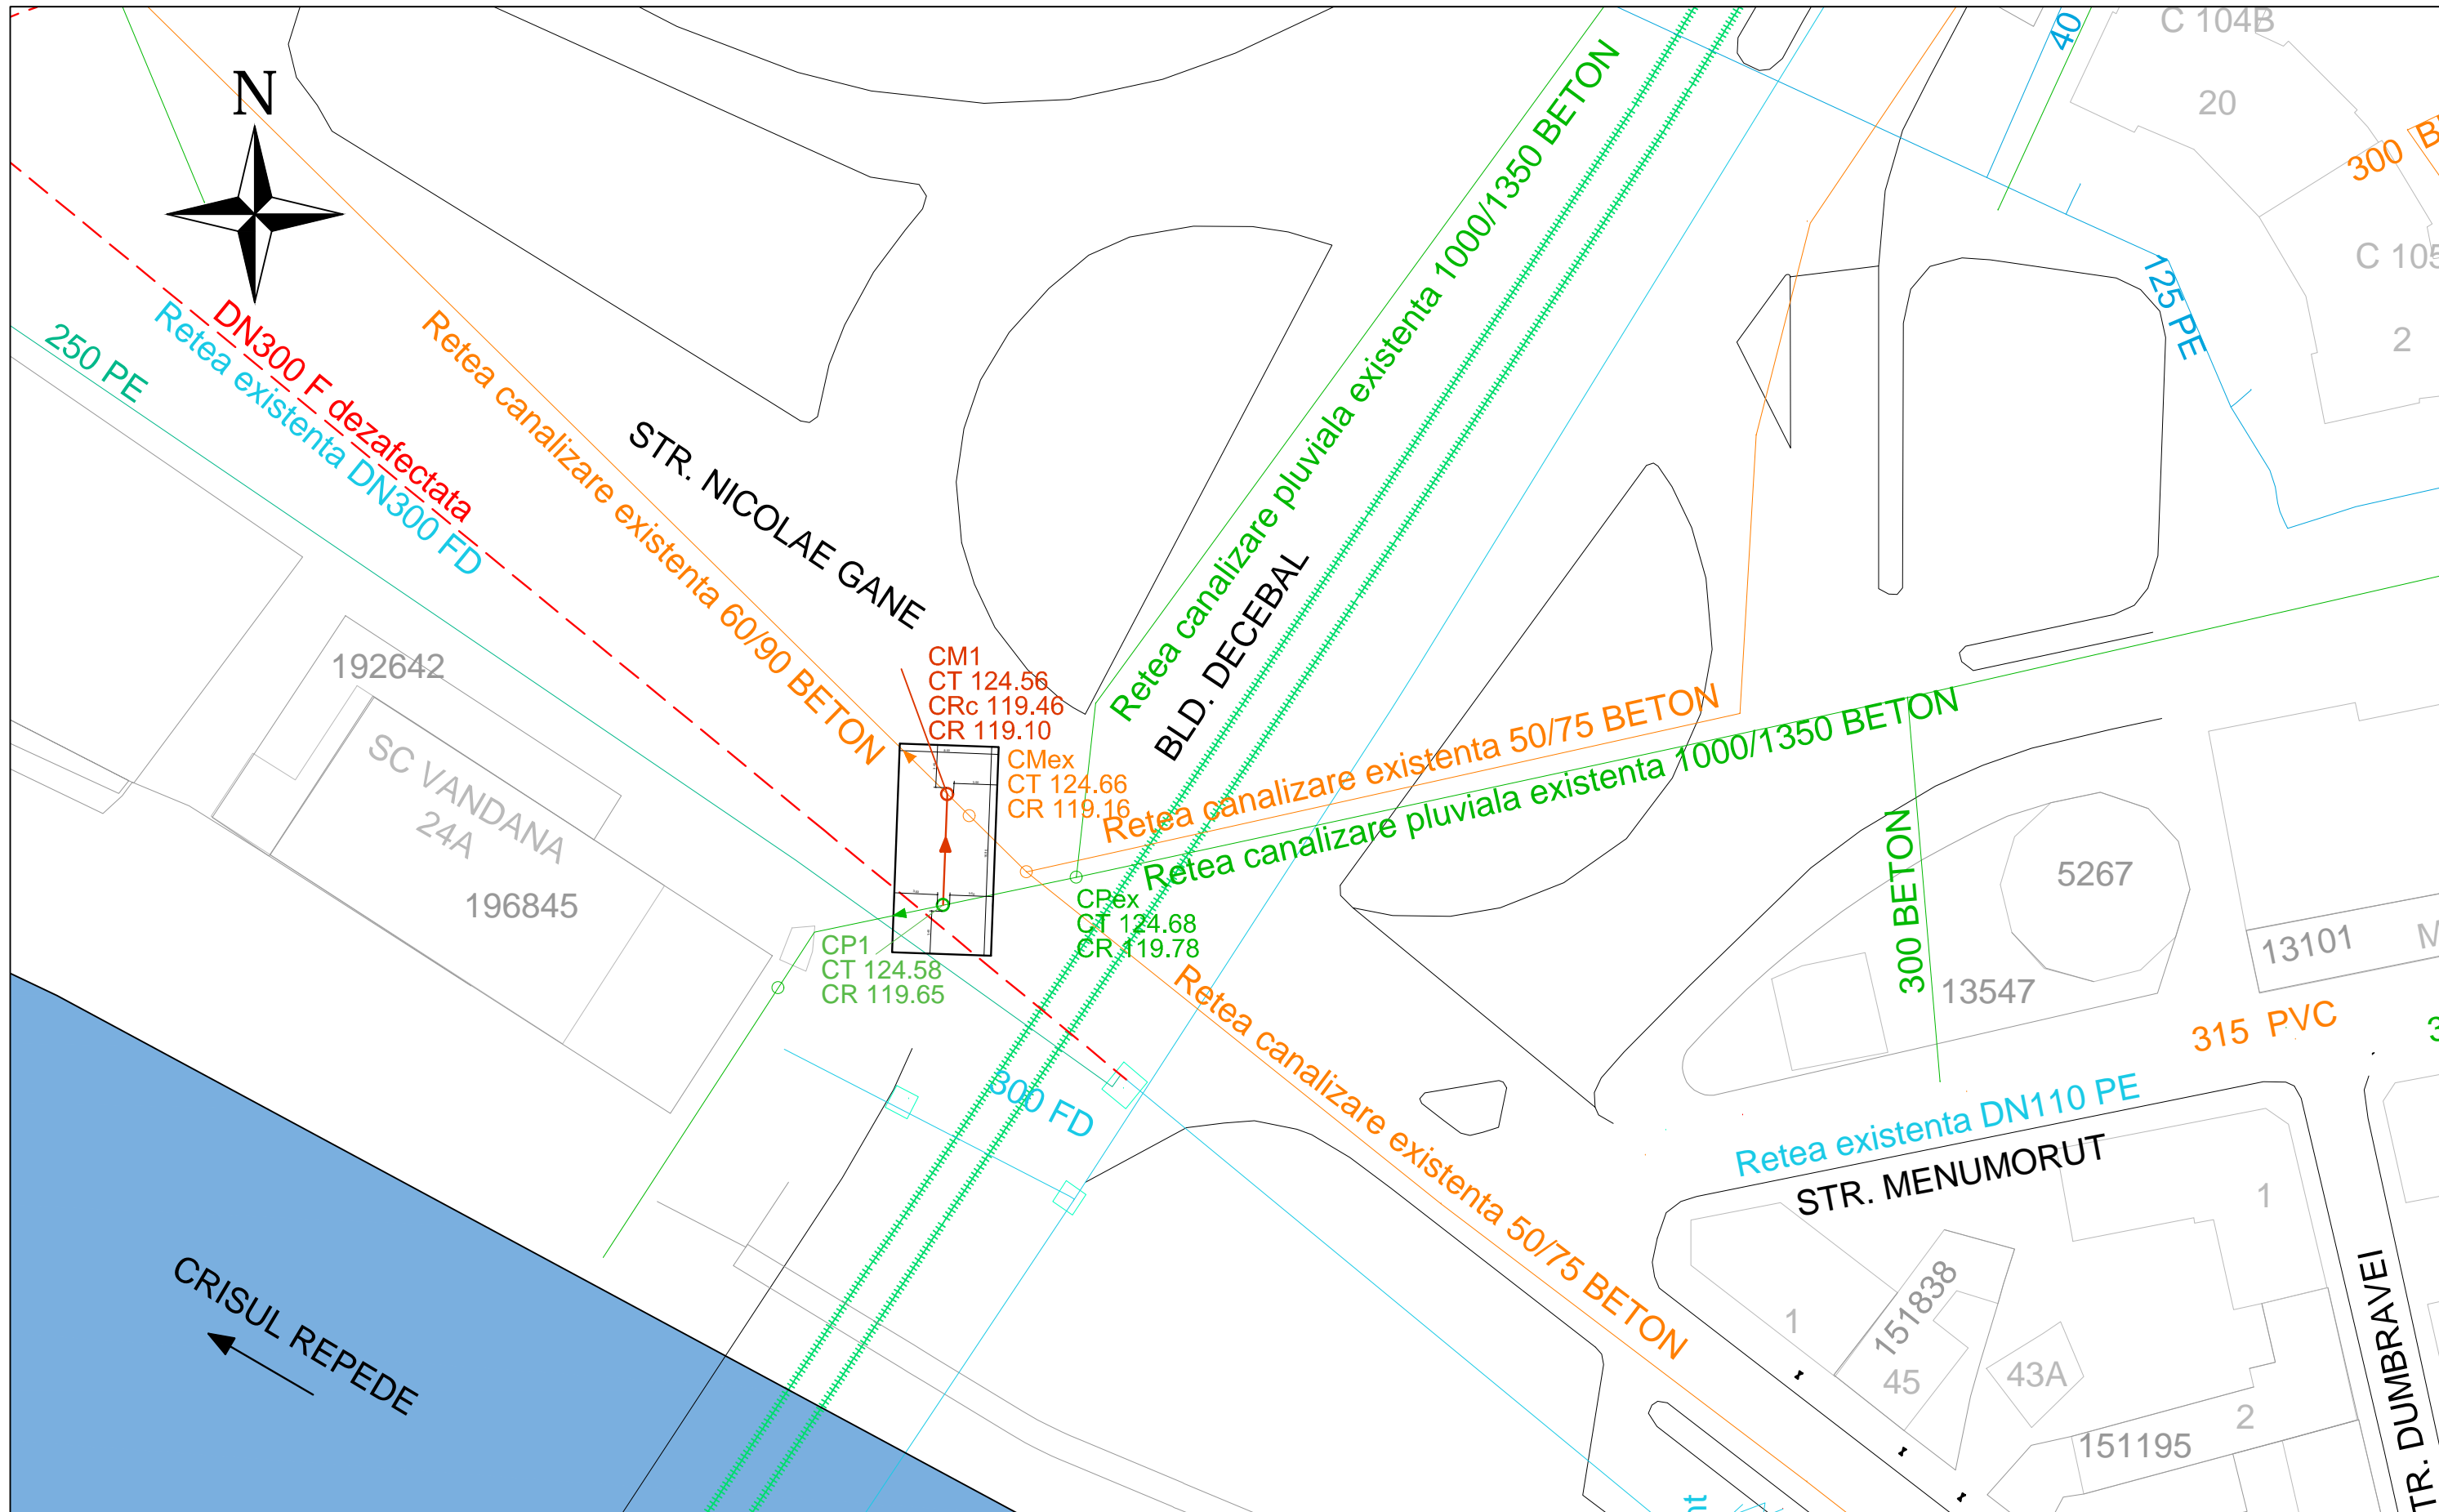 C 104B
40
20
N
300
Retea canalizare pluviala existenta 1000/1350 BETON
C 105
125 PE
2
250 PE
DN300 F dezafectata
Retea existenta DN300 FD
Retea canalizare existenta 60/90 BETON
STR. NICOLAE GANE
BLD. DECEBAL
192642
CM1
CT 124.56
CRc 119.46
CR 119.10
SC VANDANA
24A
196845
CMex
CT 124.66
CR 119.16
Retea canalizare existenta 50/75 BETON
Retea canalizare pluviala existenta 1000/1350 BETON
CPex
CT 124.68
CR 119.78
CP1
CT 124.58
CR 119.65
300 BETON
5267
13101
M
13547
315 PVC
3
300 FD
Retea canalizare existenta 50/75 BETON
Retea existenta DN110 PE
STR. MENUMORUT
1
1
151838
45
43A
2
151195
CRISUL REPEDE
TR. DUMBRAVEI
nt